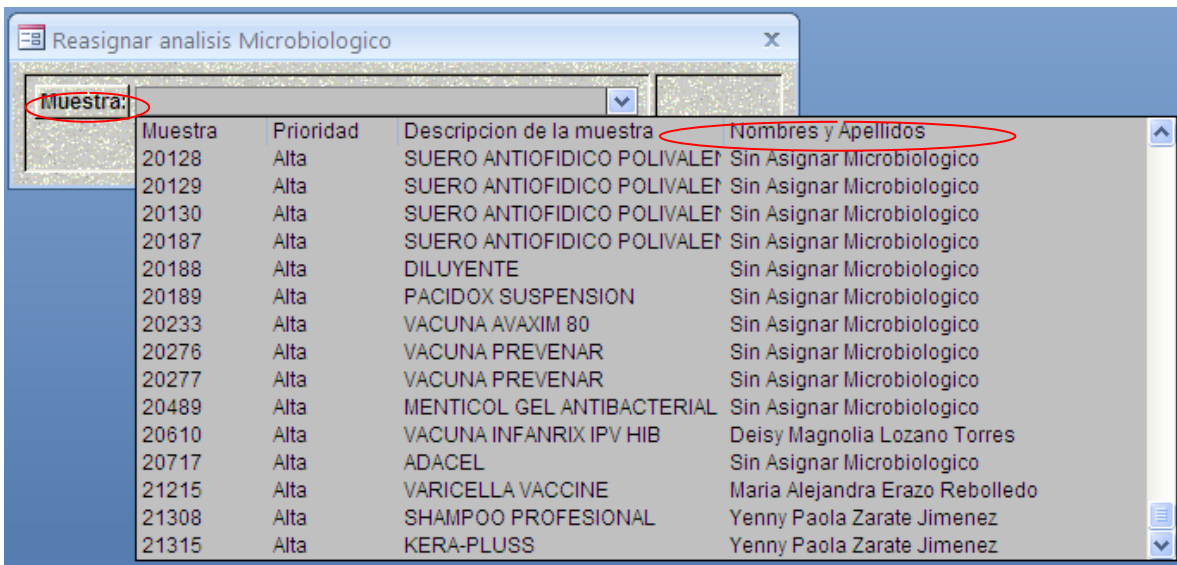 Reasignar analisis Microbiologico
Muestra:
Muestra Prioridad Descripcion de la muestra Nombres y Apellidos
20128 Alta SUERO ANTIOFIDICO POLIVALEN Sin Asignar Microbiologico
20129 Alta SUERO ANTIOFIDICO POLIVALEN Sin Asignar Microbiologico
20130 Alta SUERO ANTIOFIDICO POLIVALEN Sin Asignar Microbiologico
20187 Alta SUERO ANTIOFIDICO POLIVALEN Sin Asignar Microbiologico
20188 Alta DILUYENTE Sin Asignar Microbiologico
20189 Alta PACIDOX SUSPENSION Sin Asignar Microbiologico
20233 Alta VACUNA AVAXIM 80 Sin Asignar Microbiologico
20276 Alta VACUNA PREVENAR Sin Asignar Microbiologico
20277 Alta VACUNA PREVENAR Sin Asignar Microbiologico
20489 Alta MENTICOL GEL ANTIBACTERIAL Sin Asignar Microbiologico
20610 Alta VACUNA INFANRIX IPV HIB Deisy Magnolia Lozano Torres
20717 Alta ADACEL Sin Asignar Microbiologico
21215 Alta VARICELLA VACCINE Maria Alejandra Erazo Rebolledo
21308 Alta SHAMPOO PROFESIONAL Yenny Paola Zarate Jimenez
21315 Alta KERA-PLUSS Yenny Paola Zarate Jimenez